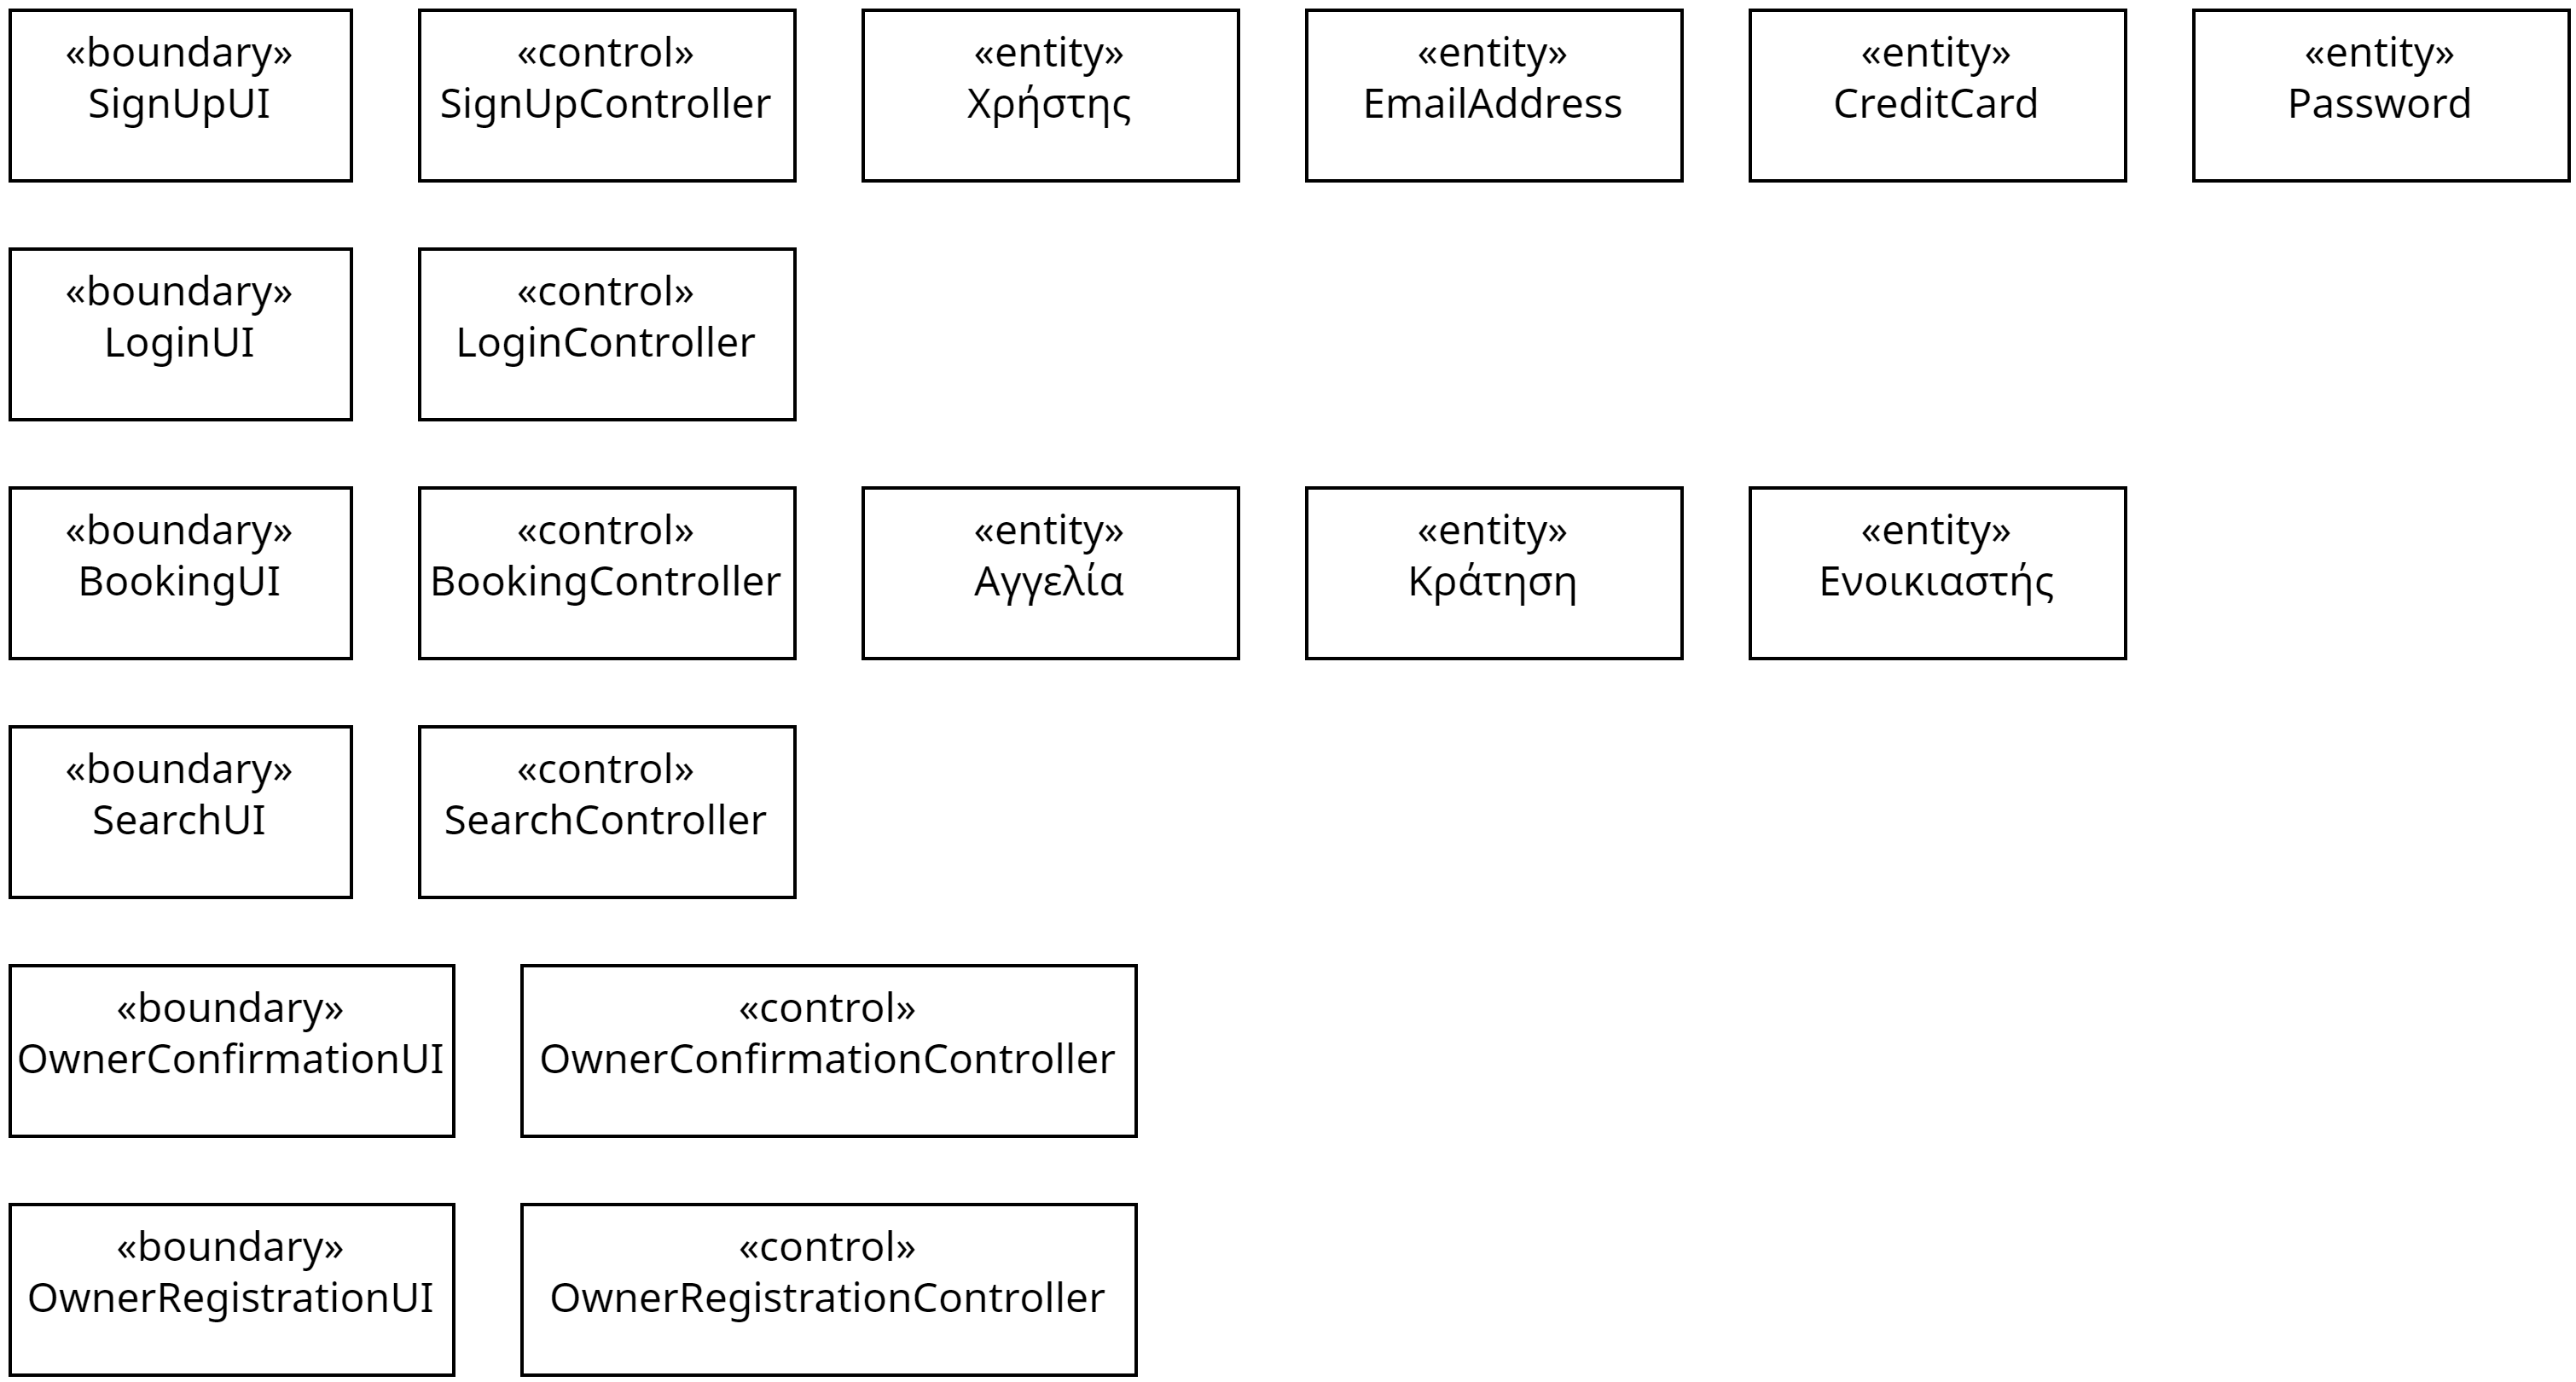 «boundary»
SignUpUI
«control»
SignUpController
«entity»
Χρήστης
«entity»
EmailAddress
«entity»
CreditCard
«entity»
Password
«boundary»
LoginUI
«control»
LoginController
«boundary»
BookingUI
«control»
BookingController
«entity»
Αγγελία
«entity»
Κράτηση
«entity»
Ενοικιαστής
«boundary»
SearchUI
«control»
SearchController
«boundary»
OwnerConfirmationUI
«control»
OwnerConfirmationController
«boundary»
OwnerRegistrationUI
«control»
OwnerRegistrationController